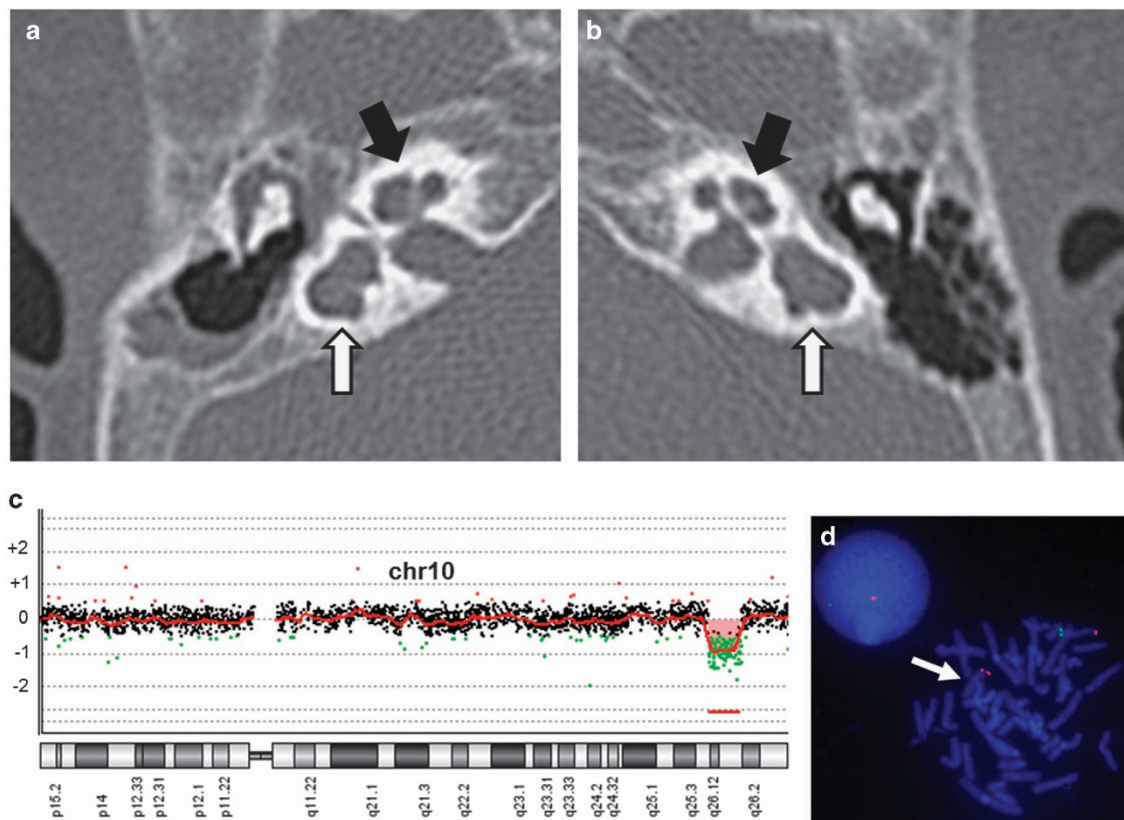 a
b
c
chr10
+2
+1
0
-1
-2
p15.2
p14
p12.33
p12.31
p12.1
p11.22
q11.22
q21.1
q21.3
q22.2
q23.1
q23.31
q23.33
q24.2
q24.32
q25.1
q25.3
q26.12
q26.2
d